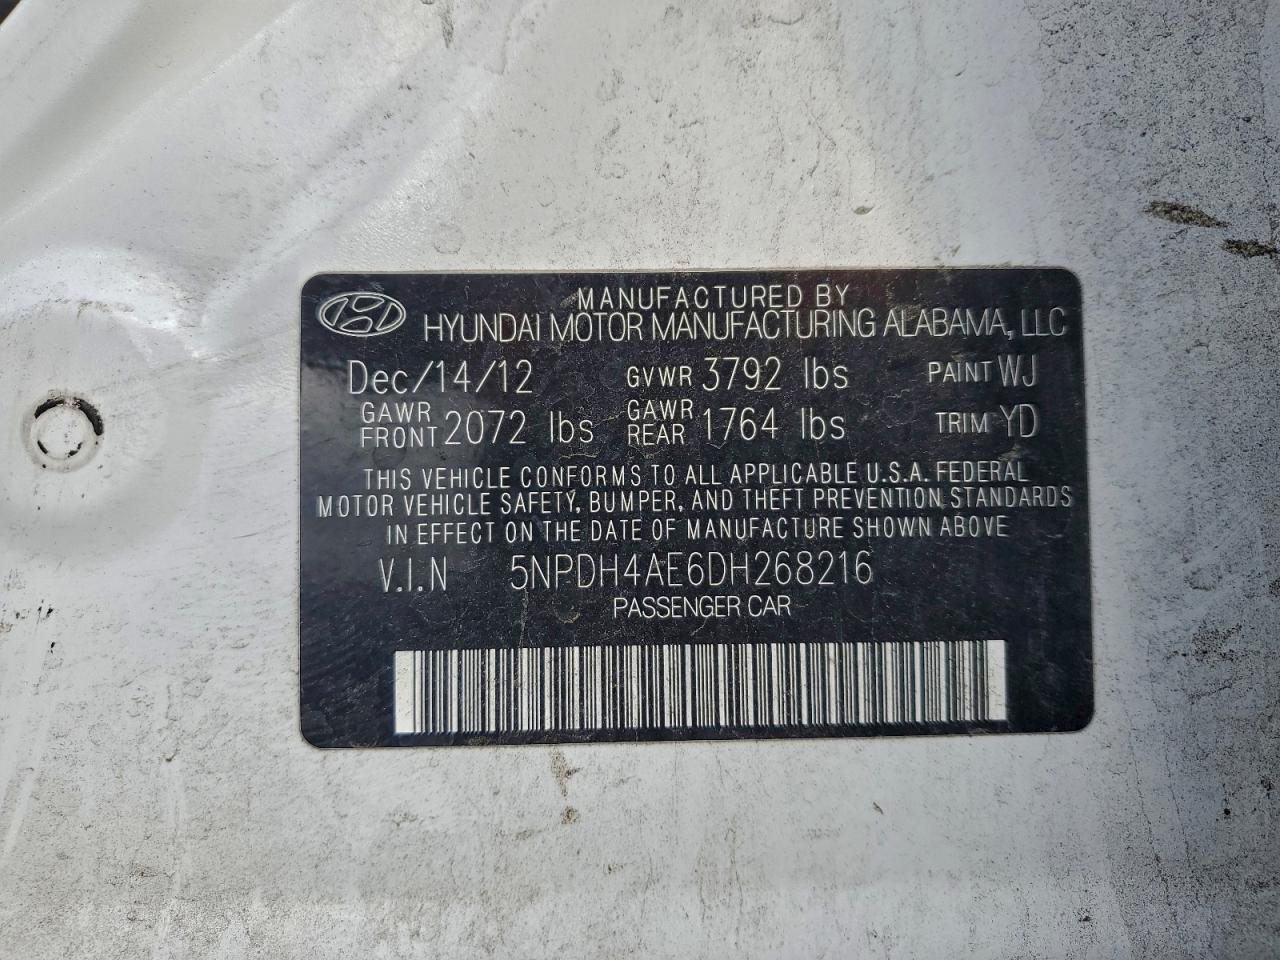 MANUFACTURED BY
HYUNDAI MOTOR MANUFACTURING ALABAMA, LLC
Dec/14/12 GVWR 3792 lbs PAINT WJ
GAWR FRONT 2072 lbs GAWR REAR 1764 lbs TRIM YD
THIS VEHICLE CONFORMS TO ALL APPLICABLE U.S.A. FEDERAL
MOTOR VEHICLE SAFETY, BUMPER, AND THEFT PREVENTION STANDARDS
IN EFFECT ON THE DATE OF MANUFACTURE SHOWN ABOVE
V.I.N 5NPDH4AE6DH268216
PASSENGER CAR